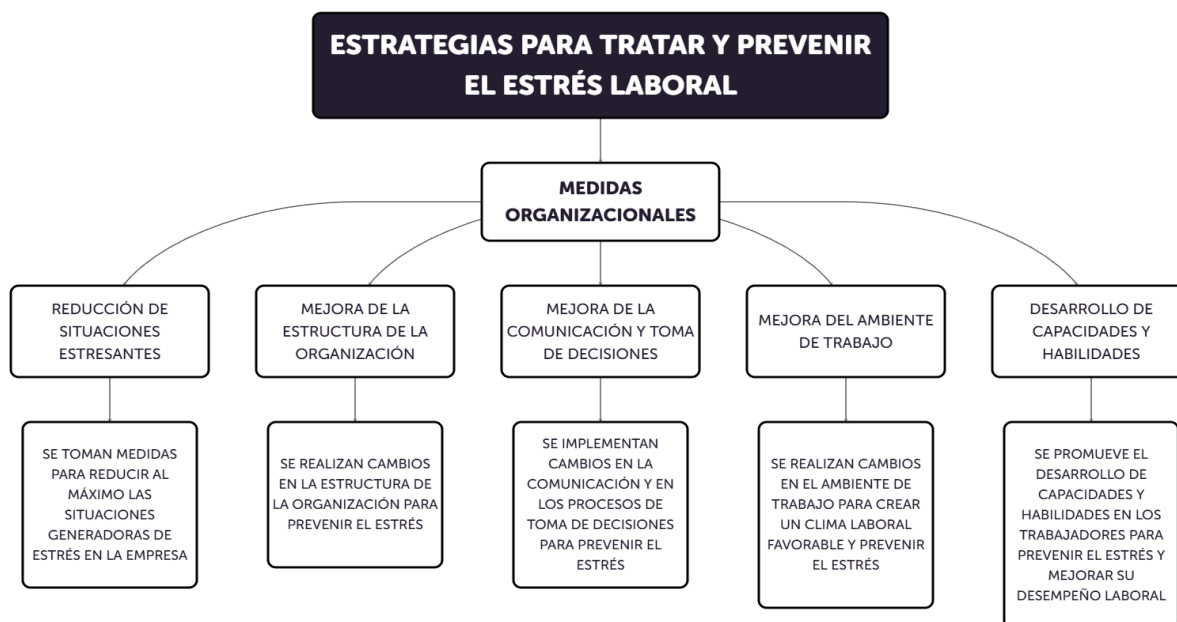 ESTRATEGIAS PARA TRATAR Y PREVENIR
EL ESTRÉS LABORAL
MEDIDAS
ORGANIZACIONALES
REDUCCIÓN DE
SITUACIONES
ESTRESANTES
MEJORA DE LA
ESTRUCTURA DE LA
ORGANIZACIÓN
MEJORA DE LA
COMUNICACIÓN Y TOMA
DE DECISIONES
MEJORA DEL AMBIENTE
DE TRABAJO
DESARROLLO DE
CAPACIDADES Y
HABILIDADES
SE TOMAN MEDIDAS
PARA REDUCIR AL
MÁXIMO LAS
SITUACIONES
GENERADORAS DE
ESTRÉS EN LA EMPRESA
SE REALIZAN CAMBIOS
EN LA ESTRUCTURA DE
LA ORGANIZACIÓN PARA
PREVENIR EL ESTRÉS
SE IMPLEMENTAN
CAMBIOS EN LA
COMUNICACIÓN Y EN
LOS PROCESOS DE
TOMA DE DECISIONES
PARA PREVENIR EL
ESTRÉS
SE REALIZAN CAMBIOS
EN EL AMBIENTE DE
TRABAJO PARA CREAR
UN CLIMA LABORAL
FAVORABLE Y PREVENIR
EL ESTRÉS
SE PROMUEVE EL
DESARROLLO DE
CAPACIDADES Y
HABILIDADES EN LOS
TRABAJADORES PARA
PREVENIR EL ESTRÉS Y
MEJORAR SU
DESEMPEÑO LABORAL